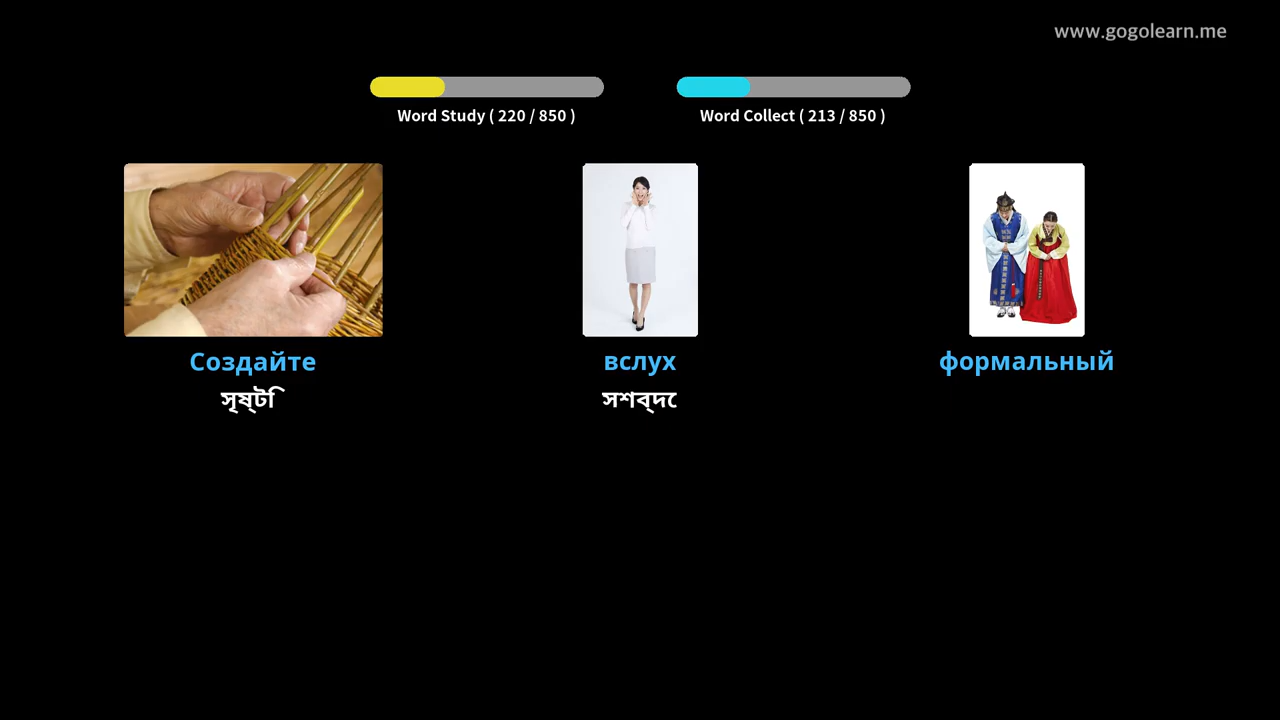 www.gogolearn.me
Word Study ( 220 / 850 )
Word Collect ( 213 / 850 )
Создайте
вслух
формальный
সৃষ্টি
সশব্দে